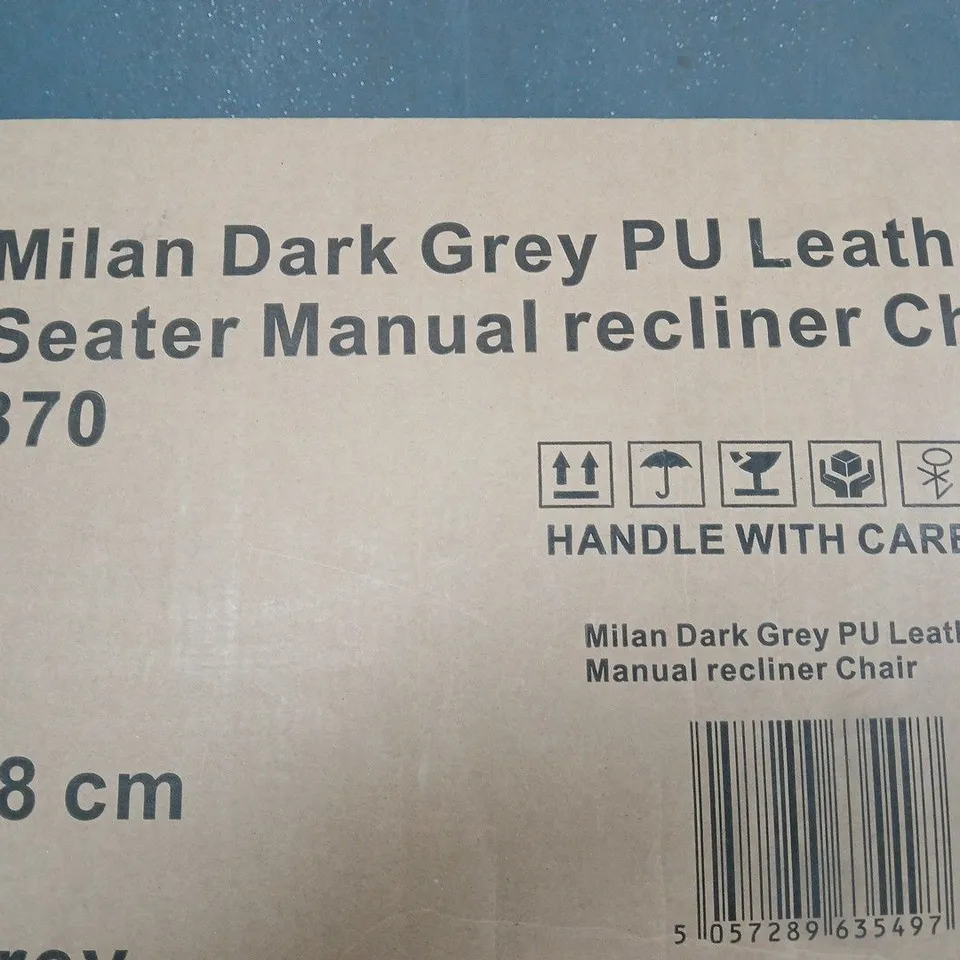 Milan Dark Grey PU Leath
Seater Manual recliner Ch
370
HANDLE WITH CARE
Milan Dark Grey PU Leath
Manual recliner Chair
8 cm
5 057289 635497
rey